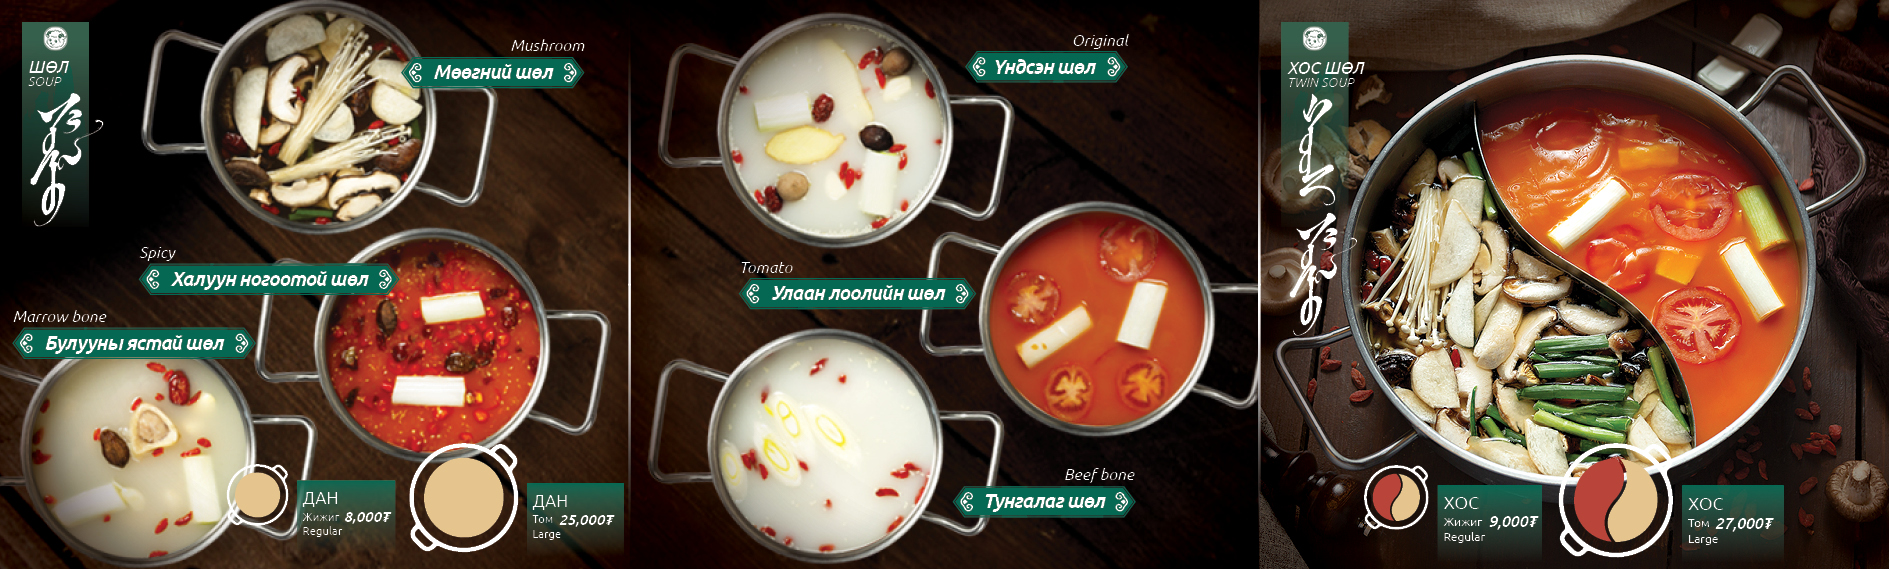 ШӨЛ
SOUP
Mushroom
Мөөгний шөл
Spicy
Халуун ногоотой шөл
Marrow bone
Булууны ястай шөл
ДАН
Жижиг 8,000₮
Regular
ДАН
Том 25,000₮
Large
Original
Үндсэн шөл
Tomato
Улаан лоолийн шөл
Beef bone
Тунгалаг шөл
ХОС ШӨЛ
TWIN SOUP
ХОС
Жижиг 9,000₮
Regular
ХОС
Том 27,000₮
Large